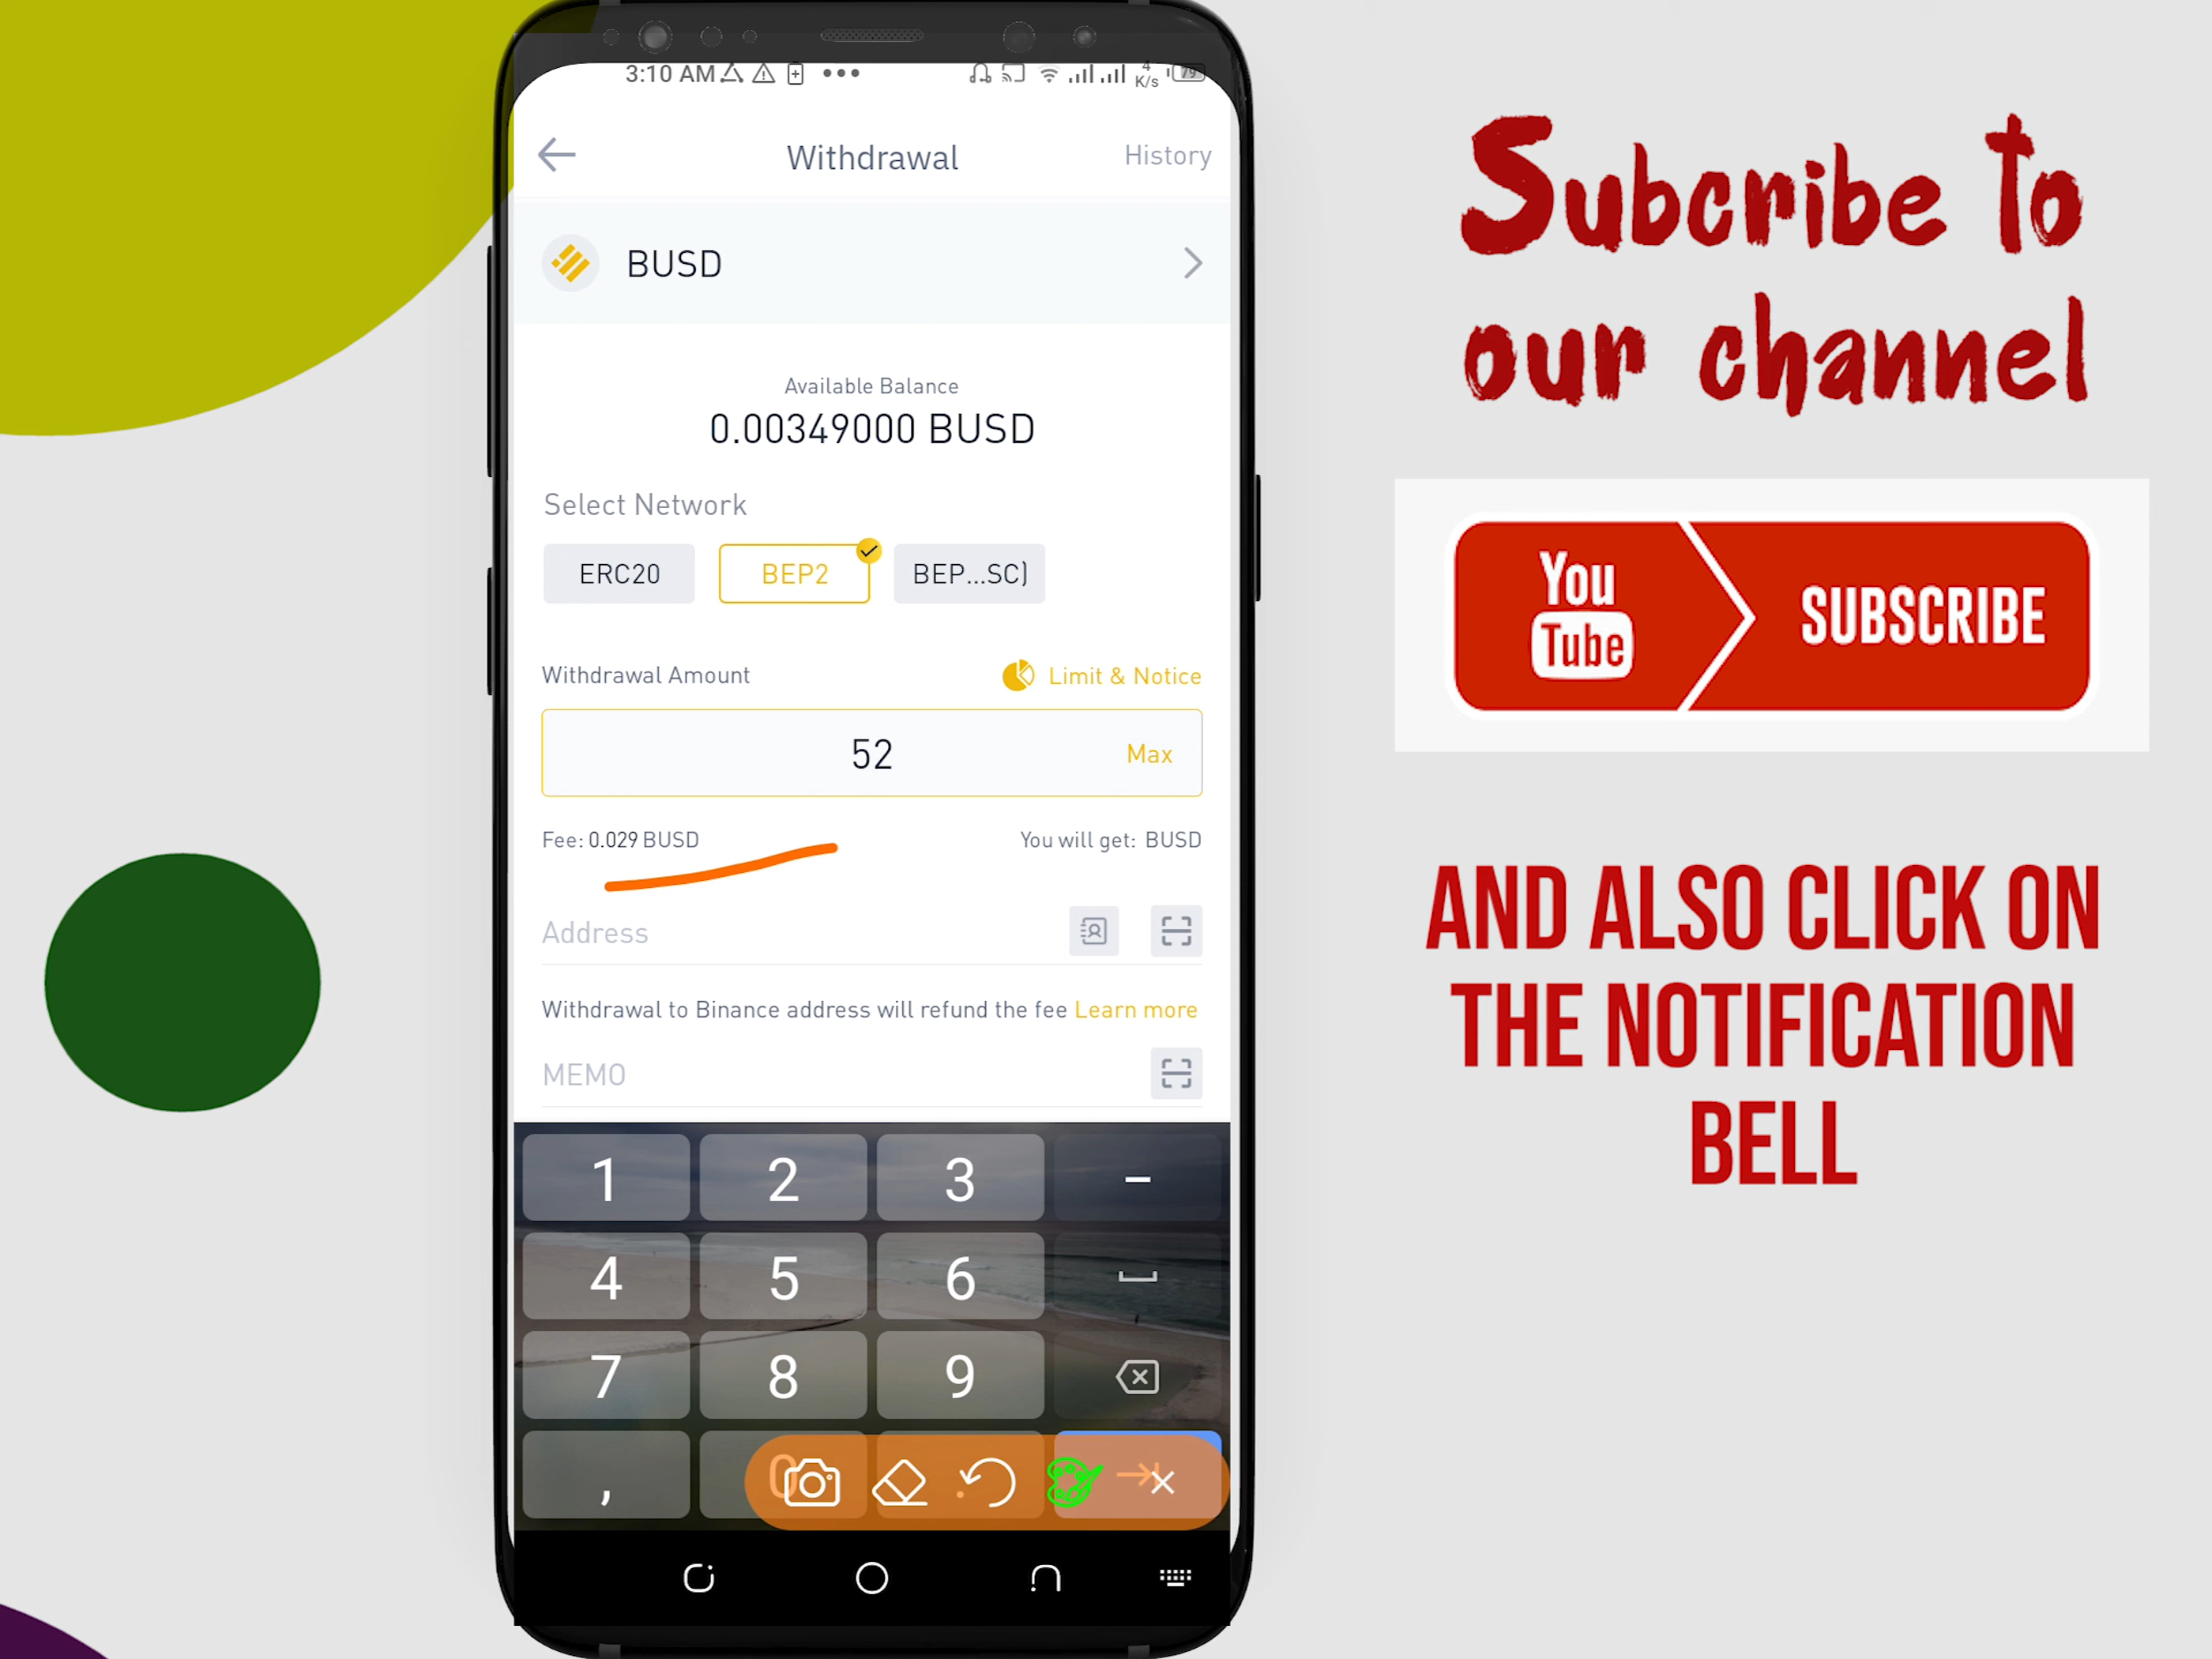 3:10 AM
4
K/s
79
Withdrawal
History
BUSD
Available Balance
0.00349000 BUSD
Select Network
ERC20
BEP2
BEP...SC)
Withdrawal Amount
Limit & Notice
52
Max
Fee: 0.029 BUSD
You will get: BUSD
Address
Withdrawal to Binance address will refund the fee Learn more
MEMO
1 2 3 –
4 5 6
7 8 9
, 0
Subcribe to
our channel
You
Tube
SUBSCRIBE
AND ALSO CLICK ON
THE NOTIFICATION
BELL